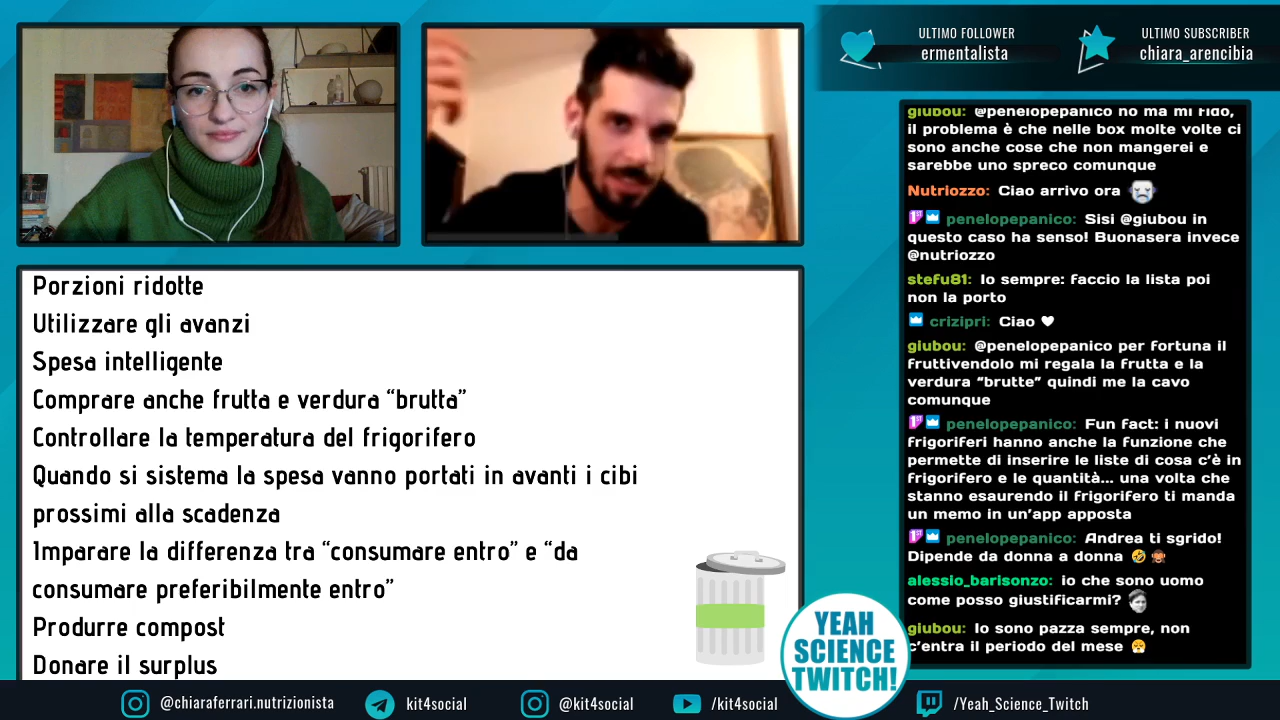 ULTIMO FOLLOWER
ermentalista
ULTIMO SUBSCRIBER
chiara_arencibia
Porzioni ridotte
Utilizzare gli avanzi
Spesa intelligente
Comprare anche frutta e verdura “brutta”
Controllare la temperatura del frigorifero
Quando si sistema la spesa vanno portati in avanti i cibi
prossimi alla scadenza
Imparare la differenza tra “consumare entro” e “da
consumare preferibilmente entro”
Produrre compost
Donare il surplus
giubou: @penelopepanico no ma mi fido,
il problema è che nelle box molte volte ci
sono anche cose che non mangerei e
sarebbe uno spreco comunque
Nutriozzo: Ciao arrivo ora
penelopepanico: Sisi @giubou in
questo caso ha senso! Buonasera invece
@nutriozzo
stefu81: Io sempre: faccio la lista poi
non la porto
crizipri: Ciao ♥
giubou: @penelopepanico per fortuna il
fruttivendolo mi regala la frutta e la
verdura “brutte” quindi me la cavo
comunque
penelopepanico: Fun fact: i nuovi
frigoriferi hanno anche la funzione che
permette di inserire le liste di cosa c’è in
frigorifero e le quantità... una volta che
stanno esaurendo il frigorifero ti manda
un memo in un’app apposta
penelopepanico: Andrea ti sgrido!
Dipende da donna a donna 🤣 🙈
alessio_barisonzo: io che sono uomo
come posso giustificarmi?
giubou: Io sono pazza sempre, non
c’entra il periodo del mese 😤
YEAH
SCIENCE
TWITCH!
@chiaraferrari.nutrizionista
kit4social
@kit4social
/kit4social
/Yeah_Science_Twitch